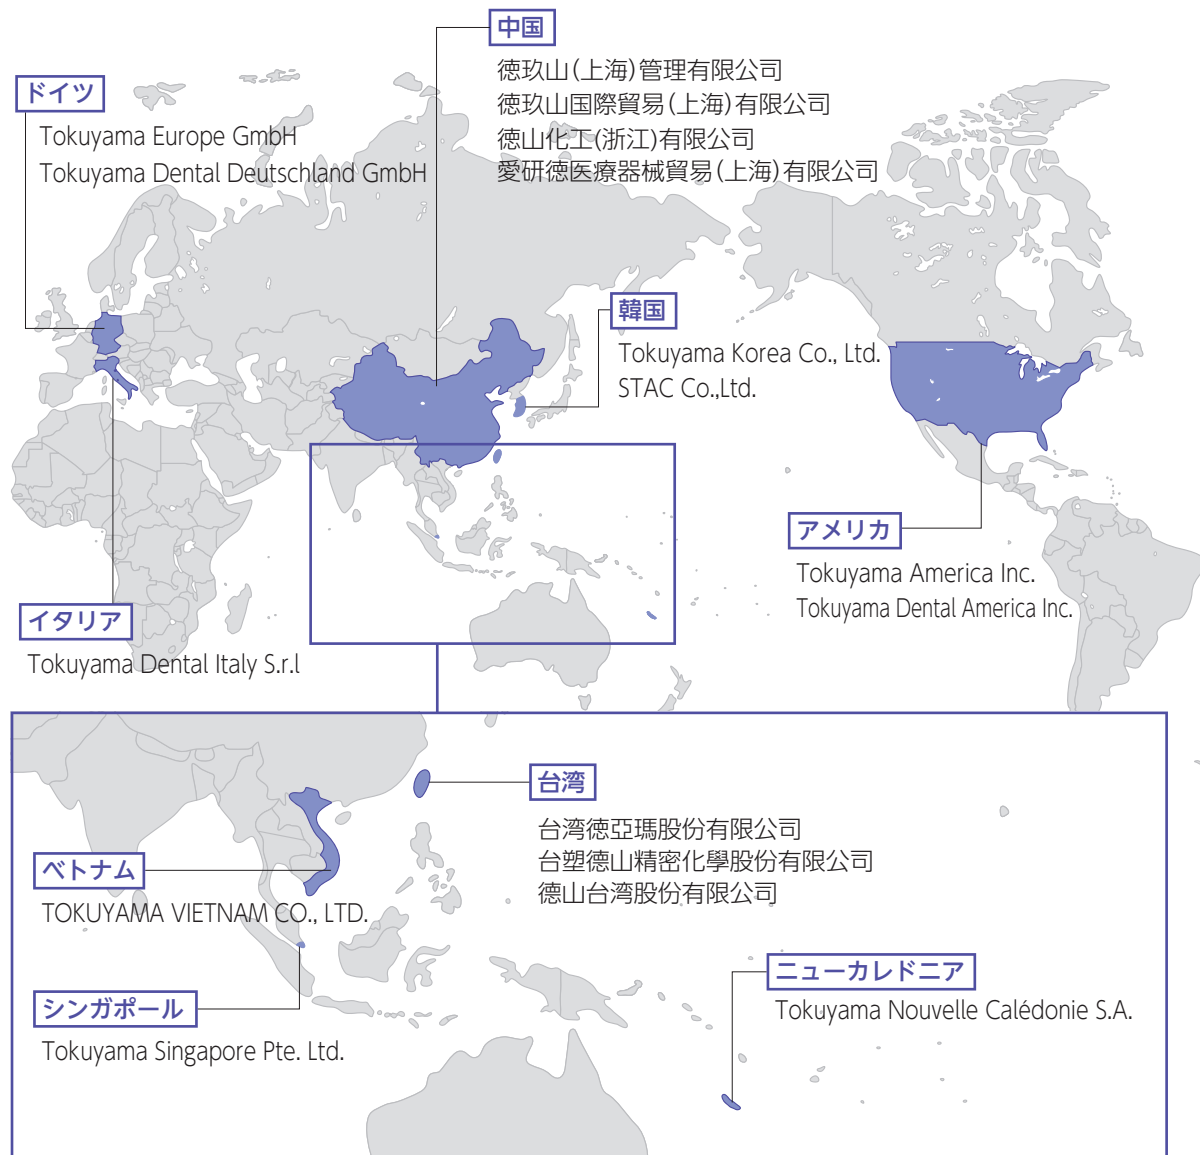 中国
徳玖山(上海)管理有限公司
徳玖山国際貿易(上海)有限公司
徳山化工(浙江)有限公司
愛研徳医療器械貿易(上海)有限公司
ドイツ
Tokuyama Europe GmbH
Tokuyama Dental Deutschland GmbH
韓国
Tokuyama Korea Co., Ltd.
STAC Co.,Ltd.
アメリカ
Tokuyama America Inc.
Tokuyama Dental America Inc.
イタリア
Tokuyama Dental Italy S.r.l
台湾
台湾徳亞瑪股份有限公司
台塑德山精密化學股份有限公司
德山台湾股份有限公司
ベトナム
TOKUYAMA VIETNAM CO., LTD.
シンガポール
Tokuyama Singapore Pte. Ltd.
ニューカレドニア
Tokuyama Nouvelle Calédonie S.A.